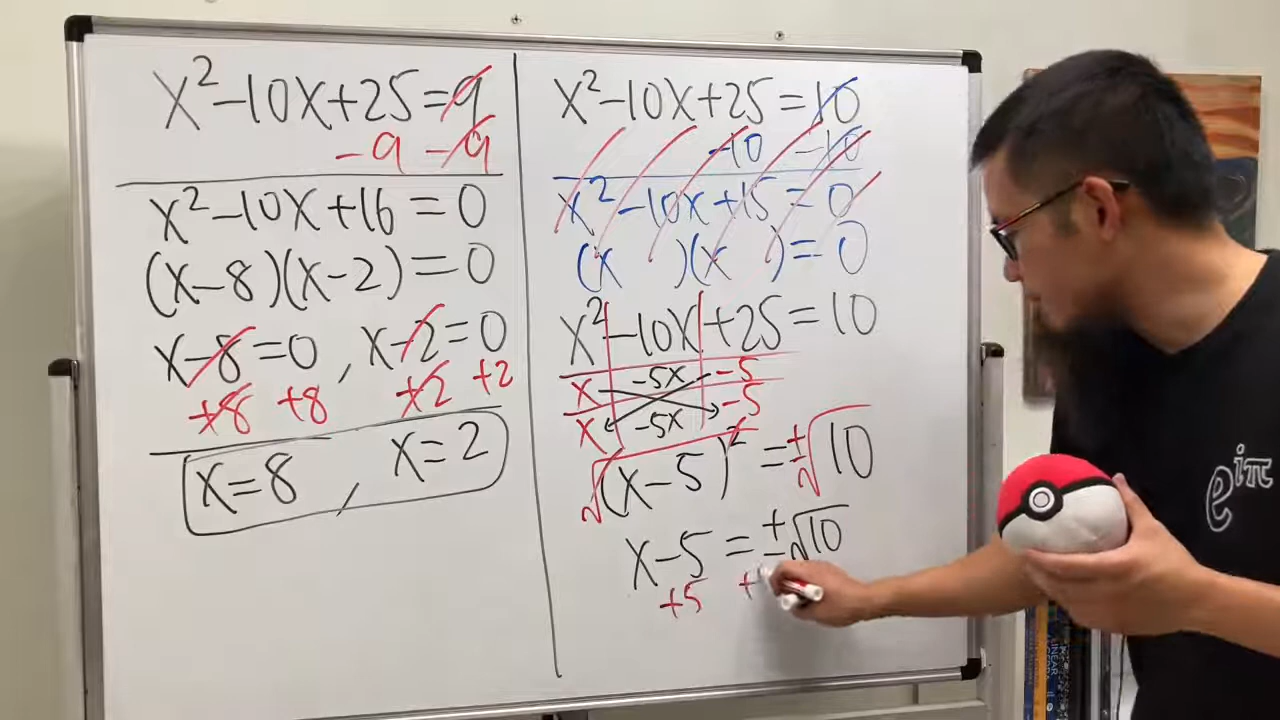 x²-10x+25=9
-9 -9
x²-10x+16=0
(x-8)(x-2)=0
x-8=0, x-2=0
+8 +8 +2 +2
x=8, x=2
x²-10x+25=10
-10 -10
x²-10x+15=0
(x )(x )=0
x²-10x+25=10
x -5x -5
x -5x -5
√(x-5)²=±√10
x-5=±√10
+5 +
e^iπ